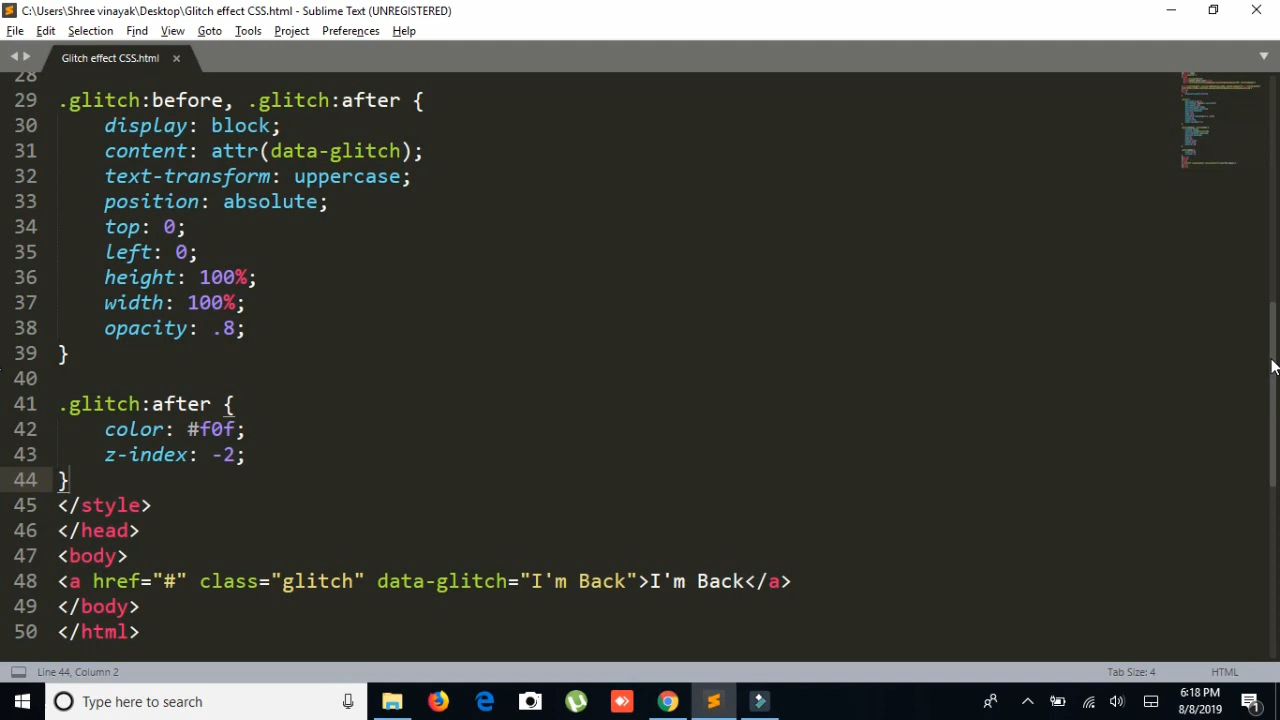 C:\Users\Shree vinayak\Desktop\Glitch effect CSS.html - Sublime Text (UNREGISTERED)
File Edit Selection Find View Goto Tools Project Preferences Help
Glitch effect CSS.html ×
28
29 .glitch:before, .glitch:after {
30 display: block;
31 content: attr(data-glitch);
32 text-transform: uppercase;
33 position: absolute;
34 top: 0;
35 left: 0;
36 height: 100%;
37 width: 100%;
38 opacity: .8;
39 }
40
41 .glitch:after {
42 color: #f0f;
43 z-index: -2;
44 }
45 </style>
46 </head>
47 <body>
48 <a href="#" class="glitch" data-glitch="I'm Back">I'm Back</a>
49 </body>
50 </html>
Line 44, Column 2 Tab Size: 4 HTML
Type here to search
6:18 PM
8/8/2019
1